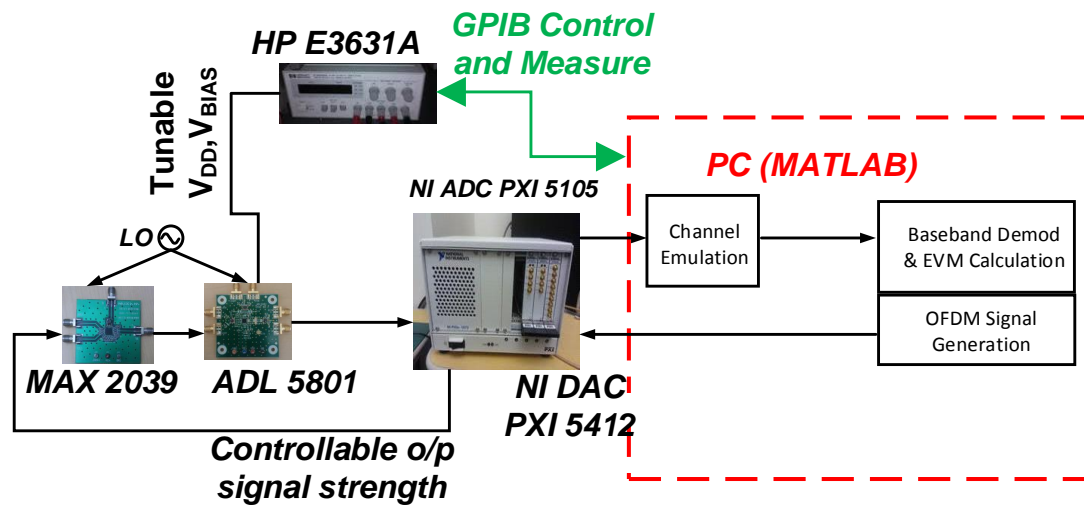 HP E3631A
GPIB Control
and Measure
Tunable
VDD, VBIAS
LO
NI ADC PXI 5105
PC (MATLAB)
Channel
Emulation
Baseband Demod
& EVM Calculation
OFDM Signal
Generation
MAX 2039
ADL 5801
NI DAC
PXI 5412
Controllable o/p
signal strength